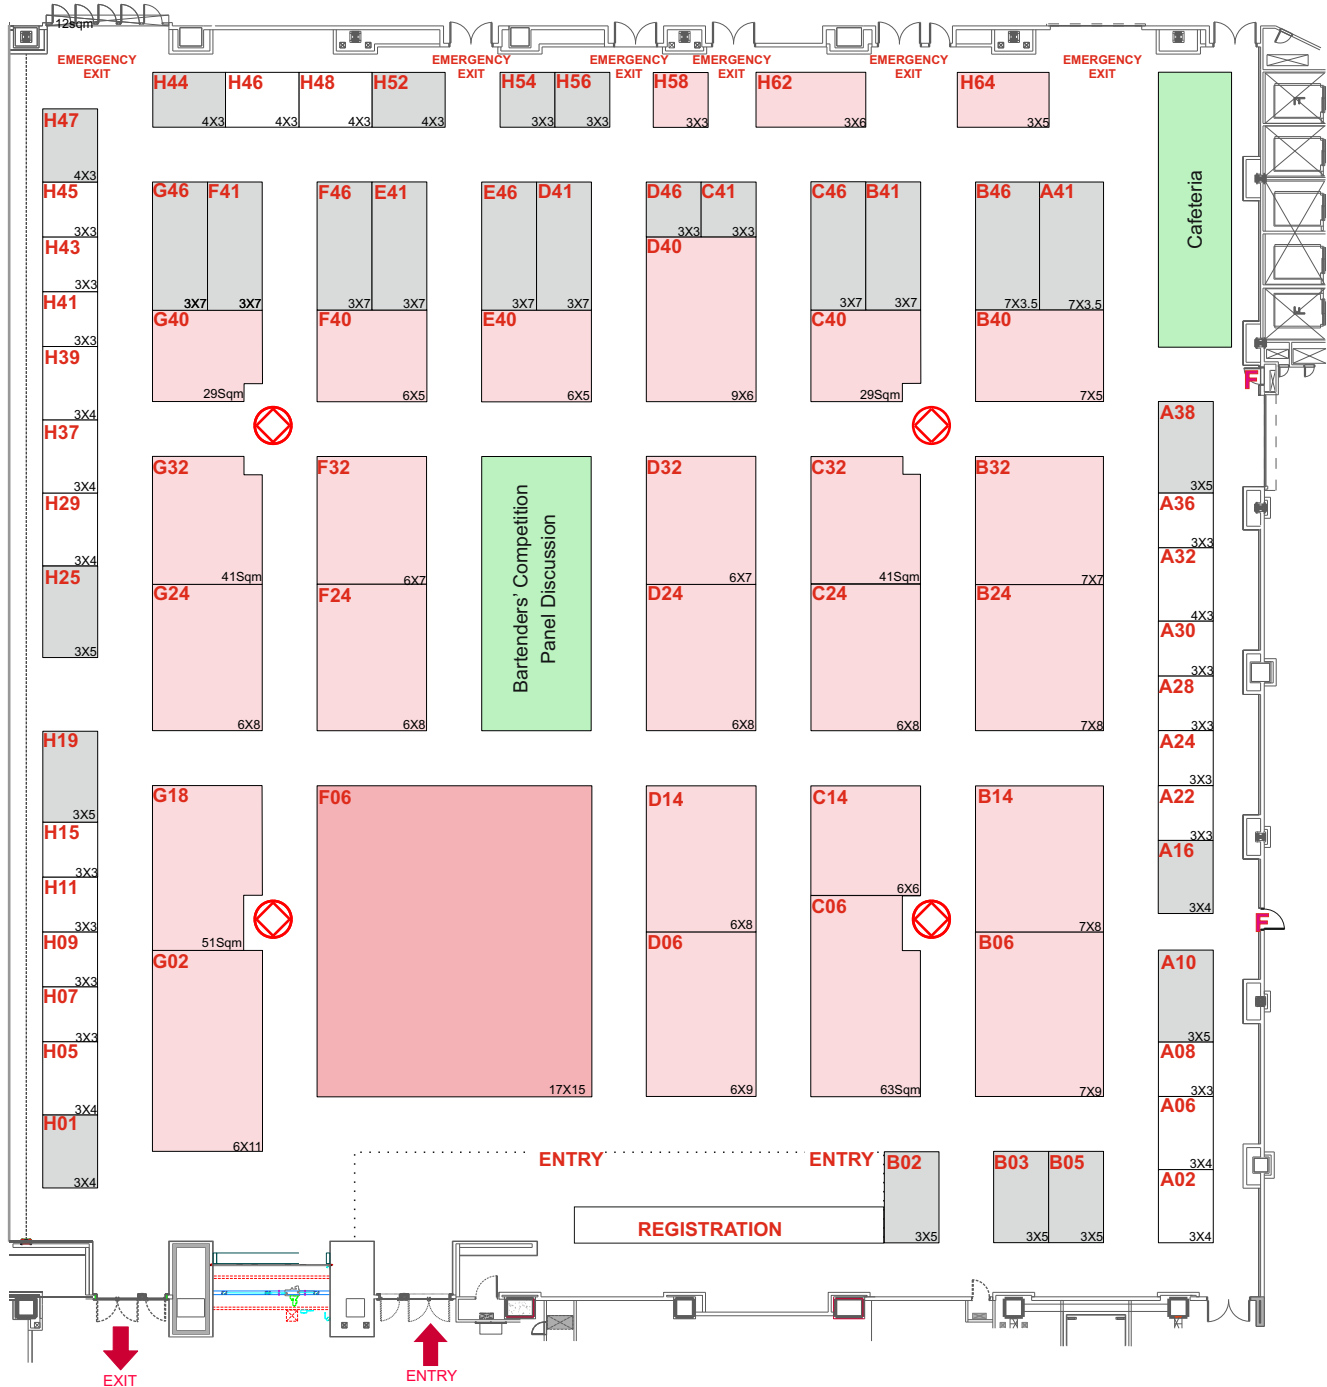 12sqm
EMERGENCY
EXIT
EMERGENCY
EXIT
EMERGENCY
EXIT
EMERGENCY
EXIT
EMERGENCY
EXIT
EMERGENCY
EXIT
H44
4X3
H46
4X3
H48
4X3
H52
4X3
H54
3X3
H56
3X3
H58
3X3
H62
3X6
H64
3X5
Cafeteria
H47
4X3
H45
3X3
H43
3X3
H41
3X3
H39
3X4
H37
3X4
H29
3X4
H25
3X5
H19
3X5
H15
3X3
H11
3X3
H09
3X3
H07
3X3
H05
3X4
H01
3X4
G46
3X7
F41
3X7
G40
29Sqm
F46
3X7
E41
3X7
F40
6X5
E46
3X7
D41
3X7
E40
6X5
D46
3X3
C41
3X3
D40
9X6
C46
3X7
B41
3X7
C40
29Sqm
B46
7X3.5
A41
7X3.5
B40
7X5
G32
41Sqm
G24
6X8
F32
6X7
F24
6X8
Bartenders' Competition
Panel Discussion
D32
6X7
D24
6X8
C32
41Sqm
C24
6X8
B32
7X7
B24
7X8
G18
51Sqm
G02
6X11
F06
17X15
D14
6X8
D06
6X9
C14
6X6
C06
63Sqm
B14
7X8
B06
7X9
F
A38
3X5
A36
3X3
A32
4X3
A30
3X3
A28
3X3
A24
3X3
A22
3X3
A16
3X4
F
A10
3X5
A08
3X3
A06
3X4
A02
3X4
ENTRY
ENTRY
B02
3X5
B03
3X5
B05
3X5
REGISTRATION
EXIT
ENTRY